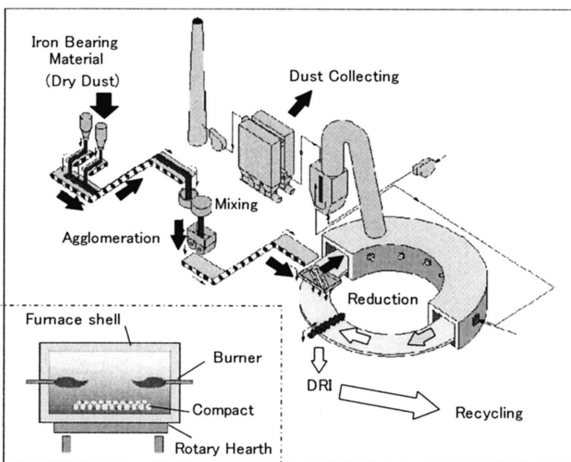 Iron Bearing
Material
(Dry Dust)
Dust Collecting
Mixing
Agglomeration
Reduction
DRI
Recycling
Furnace shell
Burner
Compact
Rotary Hearth